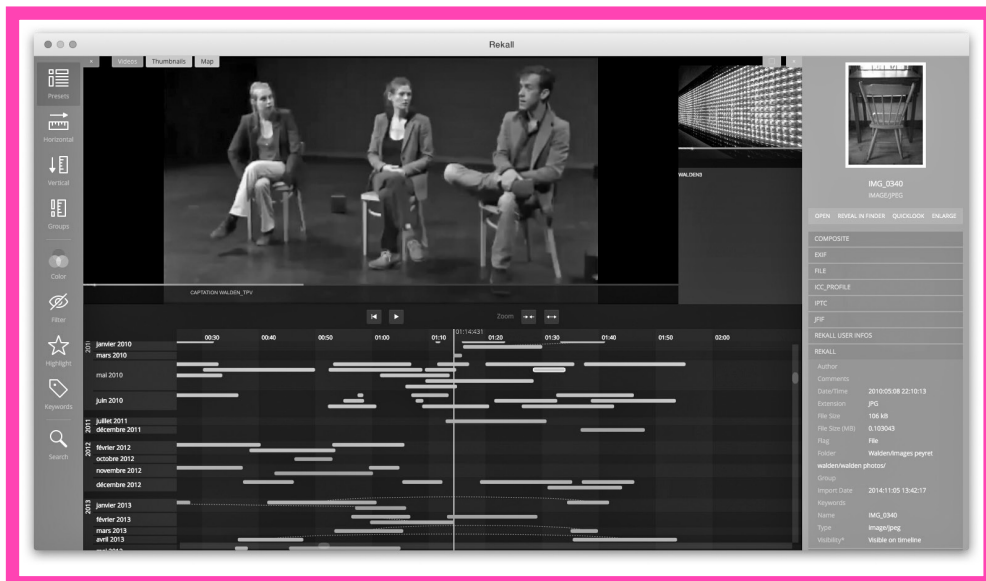 Rekall
Presets
Horizontal
Vertical
Groups
Color
Filter
Highlight
Keywords
Search
Videos Thumbnails Map
CAPTATION WALDEN_TPV
WALDEN3
Zoom
01:14:431
00:30 00:40 00:50 01:00 01:10 01:20 01:30 01:40 01:50 02:00
janvier 2010
mars 2010
mai 2010
juin 2010
2011
juillet 2011
décembre 2011
2012
février 2012
octobre 2012
novembre 2012
décembre 2012
2013
janvier 2013
février 2013
mars 2013
avril 2013
mai 2013
IMG_0340
IMAGE/JPEG
OPEN REVEAL IN FINDER QUICKLOOK ENLARGE
COMPOSITE
EXIF
FILE
ICC_PROFILE
IPTC
JFIF
REKALL USER INFOS
REKALL
Author
Comments
Date/Time 2010:05:08 22:10:13
Extension JPG
File Size 106 kB
File Size (MB) 0.103043
Flag File
Folder Walden/Images peyret
walden/walden photos/
Group
Import Date 2014:11:05 13:42:17
Keywords
Name IMG_0340
Type image/jpeg
Visibility* Visible on timeline